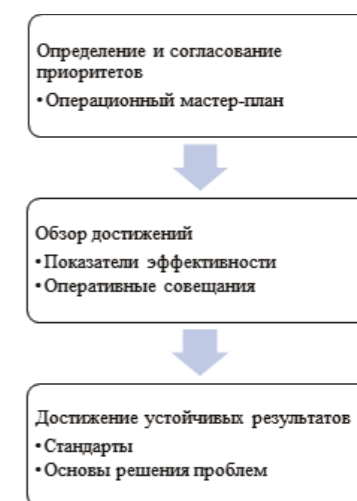 Определение и согласование
приоритетов
•Операционный мастер-план
Обзор достижений
•Показатели эффективности
•Оперативные совещания
Достижение устойчивых результатов
•Стандарты
•Основы решения проблем